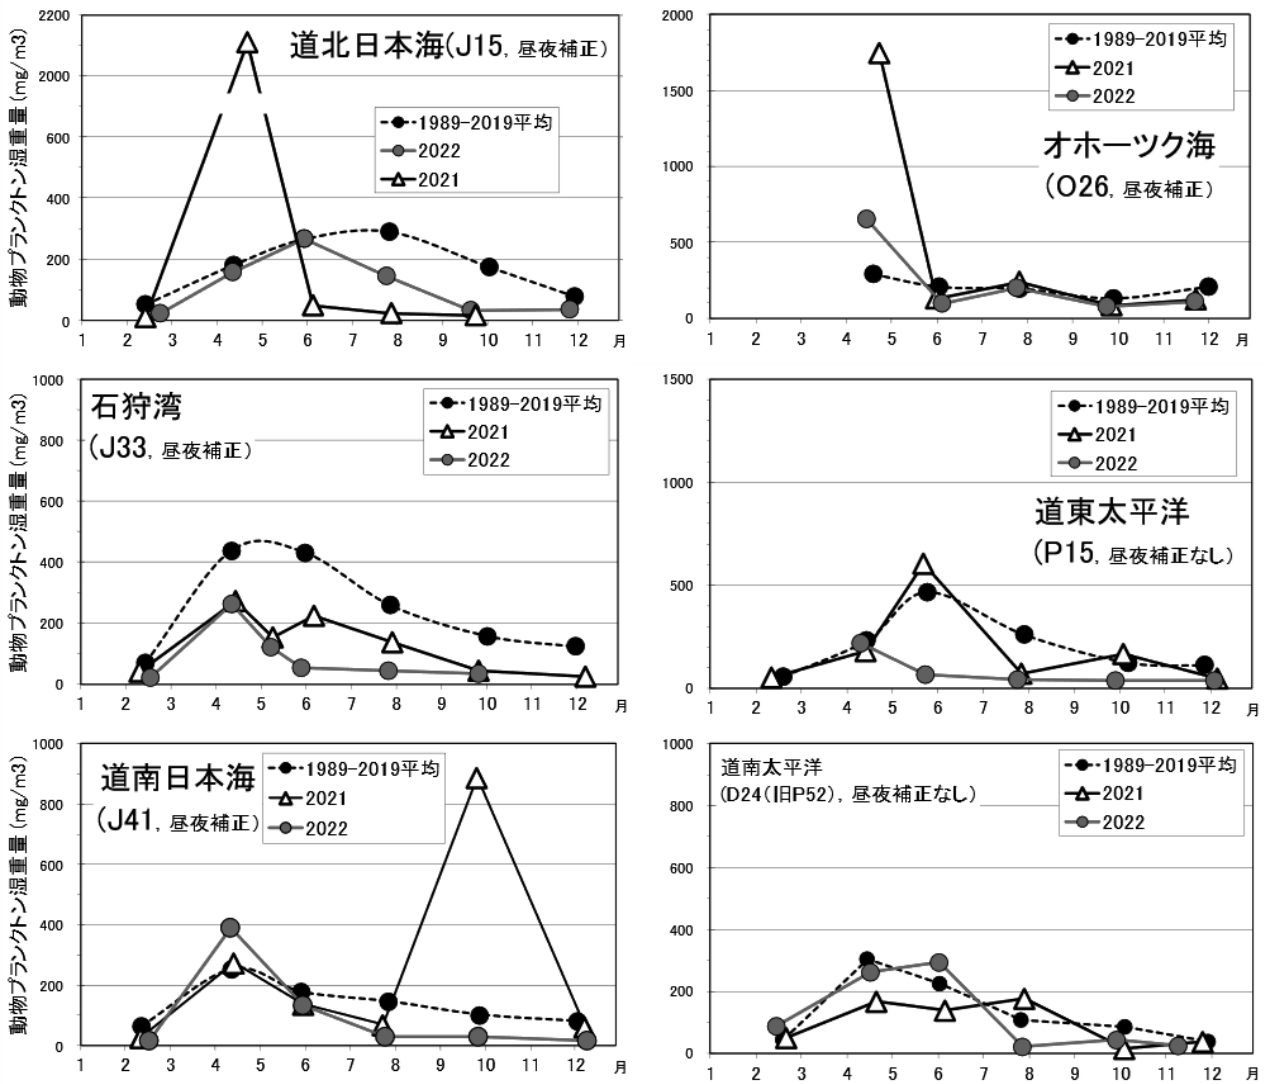 動物プランクトン湿重量 (mg/m3)
2200
2000
600
400
200
0
1 2 3 4 5 6 7 8 9 10 11 12 月
道北日本海(J15, 昼夜補正)
1989-2019平均
2022
2021
2000
1500
1000
500
0
1 2 3 4 5 6 7 8 9 10 11 12 月
1989-2019平均
2021
2022
オホーツク海
(O26, 昼夜補正)
動物プランクトン湿重量 (mg/m3)
1000
800
600
400
200
0
1 2 3 4 5 6 7 8 9 10 11 12 月
石狩湾
(J33, 昼夜補正)
1989-2019平均
2021
2022
1500
1000
500
0
1 2 3 4 5 6 7 8 9 10 11 12 月
1989-2019平均
2021
2022
道東太平洋
(P15, 昼夜補正なし)
動物プランクトン湿重量 (mg/m3)
1000
800
600
400
200
0
1 2 3 4 5 6 7 8 9 10 11 12 月
道南日本海
(J41, 昼夜補正)
1989-2019平均
2021
2022
1000
800
600
400
200
0
1 2 3 4 5 6 7 8 9 10 11 12 月
道南太平洋
(D24(旧P52), 昼夜補正なし)
1989-2019平均
2021
2022